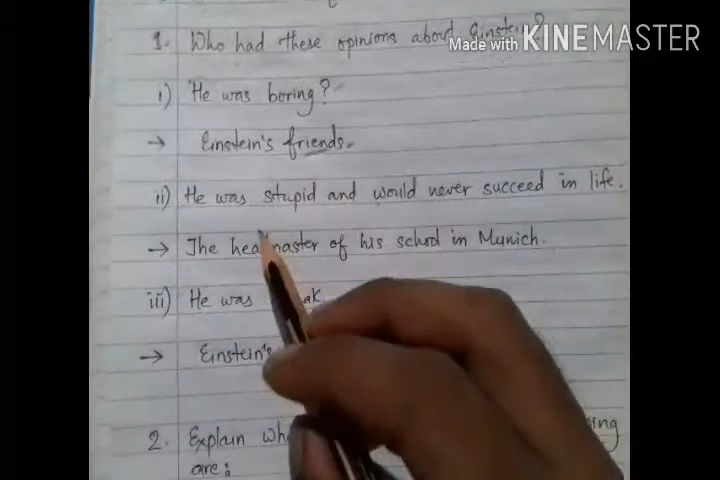 1. Who had these opinions about Einstein?
Made with KINEMASTER
i) 'He was boring?
→ Einstein's friends.
ii) He was stupid and would never succeed in life.
→ The headmaster of his school in Munich.
iii) He was
→ Einstein's
2. Explain
are: